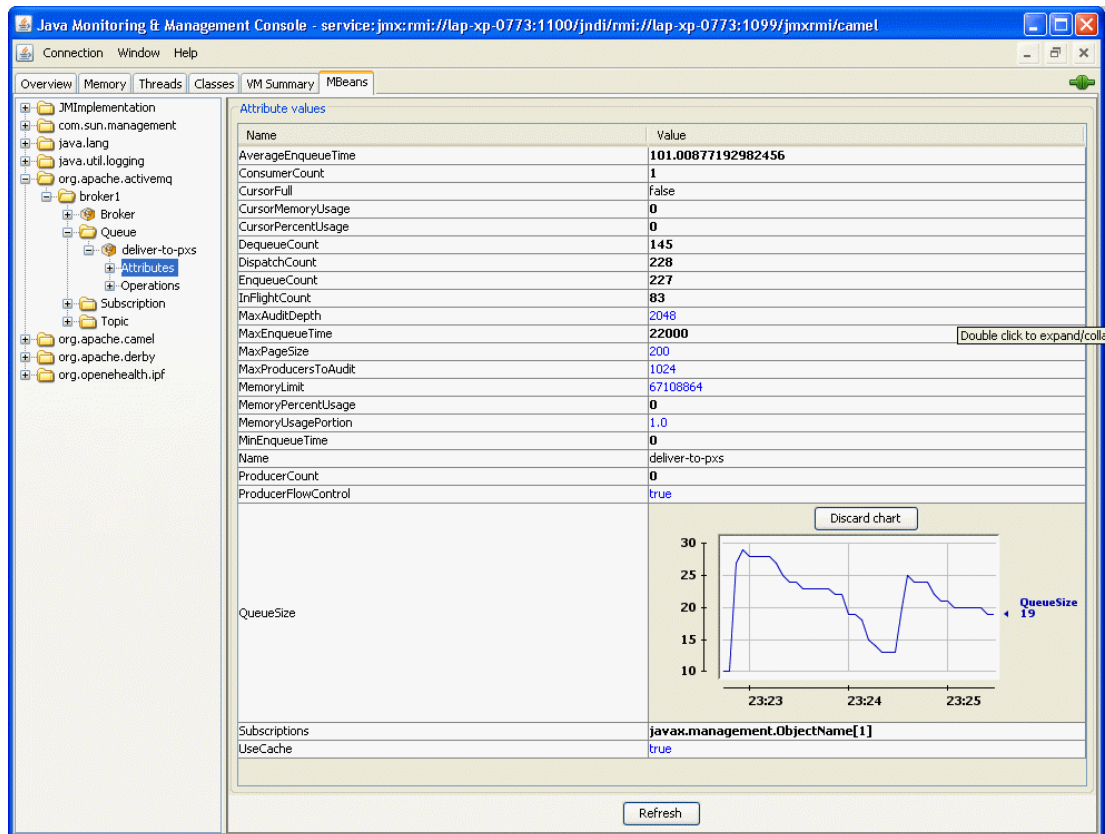 Java Monitoring & Management Console - service:jmx:rmi://lap-xp-0773:1100/jndi/rmi://lap-xp-0773:1099/jmxrmi/camel
Connection Window Help
Overview Memory Threads Classes VM Summary MBeans
JMImplementation
com.sun.management
java.lang
java.util.logging
org.apache.activemq
broker1
Broker
Queue
deliver-to-pxs
Attributes
Operations
Subscription
Topic
org.apache.camel
org.apache.derby
org.openehealth.ipf
Attribute values
Name Value
AverageEnqueueTime 101.00877192982456
ConsumerCount 1
CursorFull false
CursorMemoryUsage 0
CursorPercentUsage 0
DequeueCount 145
DispatchCount 228
EnqueueCount 227
InFlightCount 83
MaxAuditDepth 2048
MaxEnqueueTime 22000
Double click to expand/colla
MaxPageSize 200
MaxProducersToAudit 1024
MemoryLimit 67108864
MemoryPercentUsage 0
MemoryUsagePortion 1.0
MinEnqueueTime 0
Name deliver-to-pxs
ProducerCount 0
ProducerFlowControl true
QueueSize
Discard chart
30
25
20
15
10
QueueSize
19
23:23 23:24 23:25
Subscriptions javax.management.ObjectName[1]
UseCache true
Refresh